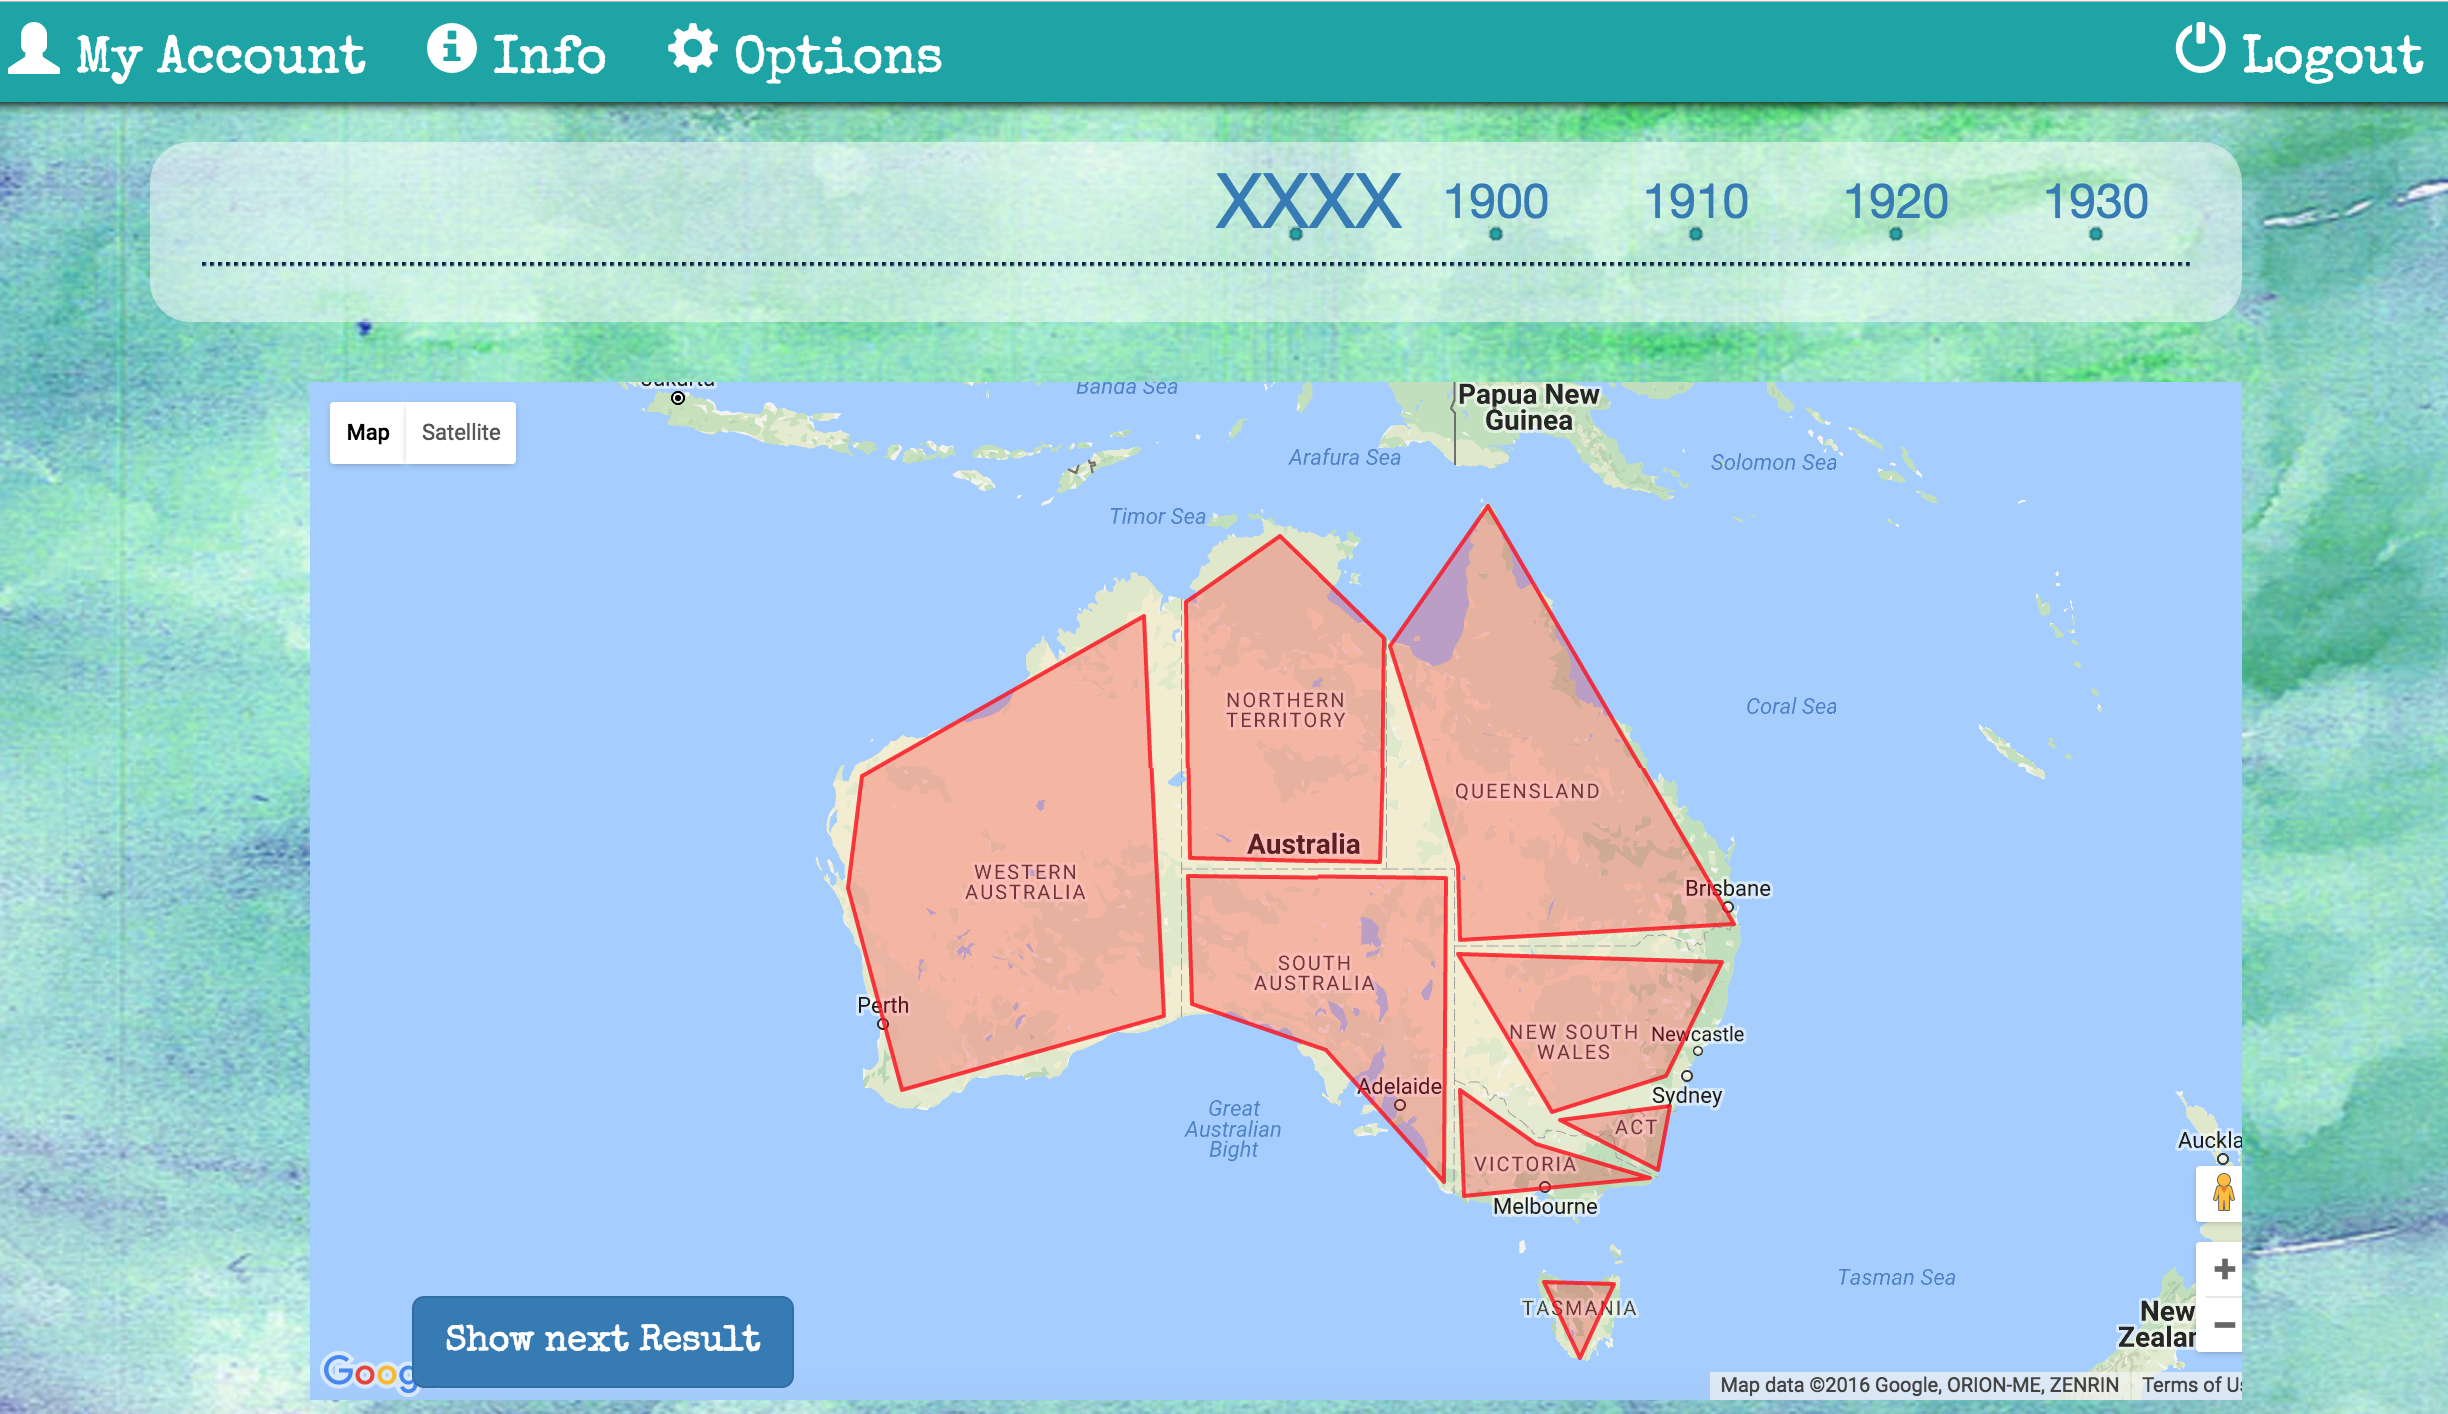 My Account Info Options Logout
XXXX 1900 1910 1920 1930
Banda Sea
Papua New
Guinea
Map Satellite
Arafura Sea
Solomon Sea
Timor Sea
NORTHERN
TERRITORY
Coral Sea
QUEENSLAND
Australia
WESTERN
AUSTRALIA
Brisbane
SOUTH
AUSTRALIA
Perth
NEW SOUTH
WALES
Newcastle
Adelaide
Sydney
Great
Australian
Bight
ACT
Auckla
VICTORIA
Melbourne
Tasman Sea
TASMANIA
New
Zealan
Show next Result
Goog
Map data ©2016 Google, ORION-ME, ZENRIN Terms of Us